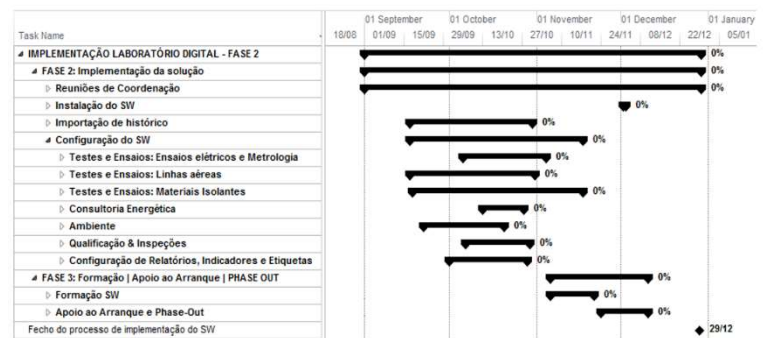 01 September 01 October 01 November 01 December 01 January
Task Name 18/08 01/09 15/09 29/09 13/10 27/10 10/11 24/11 08/12 22/12 05/01
IMPLEMENTAÇÃO LABORATÓRIO DIGITAL - FASE 2 0%
FASE 2: Implementação da solução 0%
Reuniões de Coordenação 0%
Instalação do SW 0%
Importação de histórico 0%
Configuração do SW 0%
Testes e Ensaios: Ensaios elétricos e Metrologia 0%
Testes e Ensaios: Linhas aéreas 0%
Testes e Ensaios: Materiais Isolantes 0%
Consultoria Energética 0%
Ambiente 0%
Qualificação & Inspeções 0%
Configuração de Relatórios, Indicadores e Etiquetas 0%
FASE 3: Formação | Apoio ao Arranque | PHASE OUT 0%
Formação SW 0%
Apoio ao Arranque e Phase-Out 0%
Fecho do processo de implementação do SW 29/12